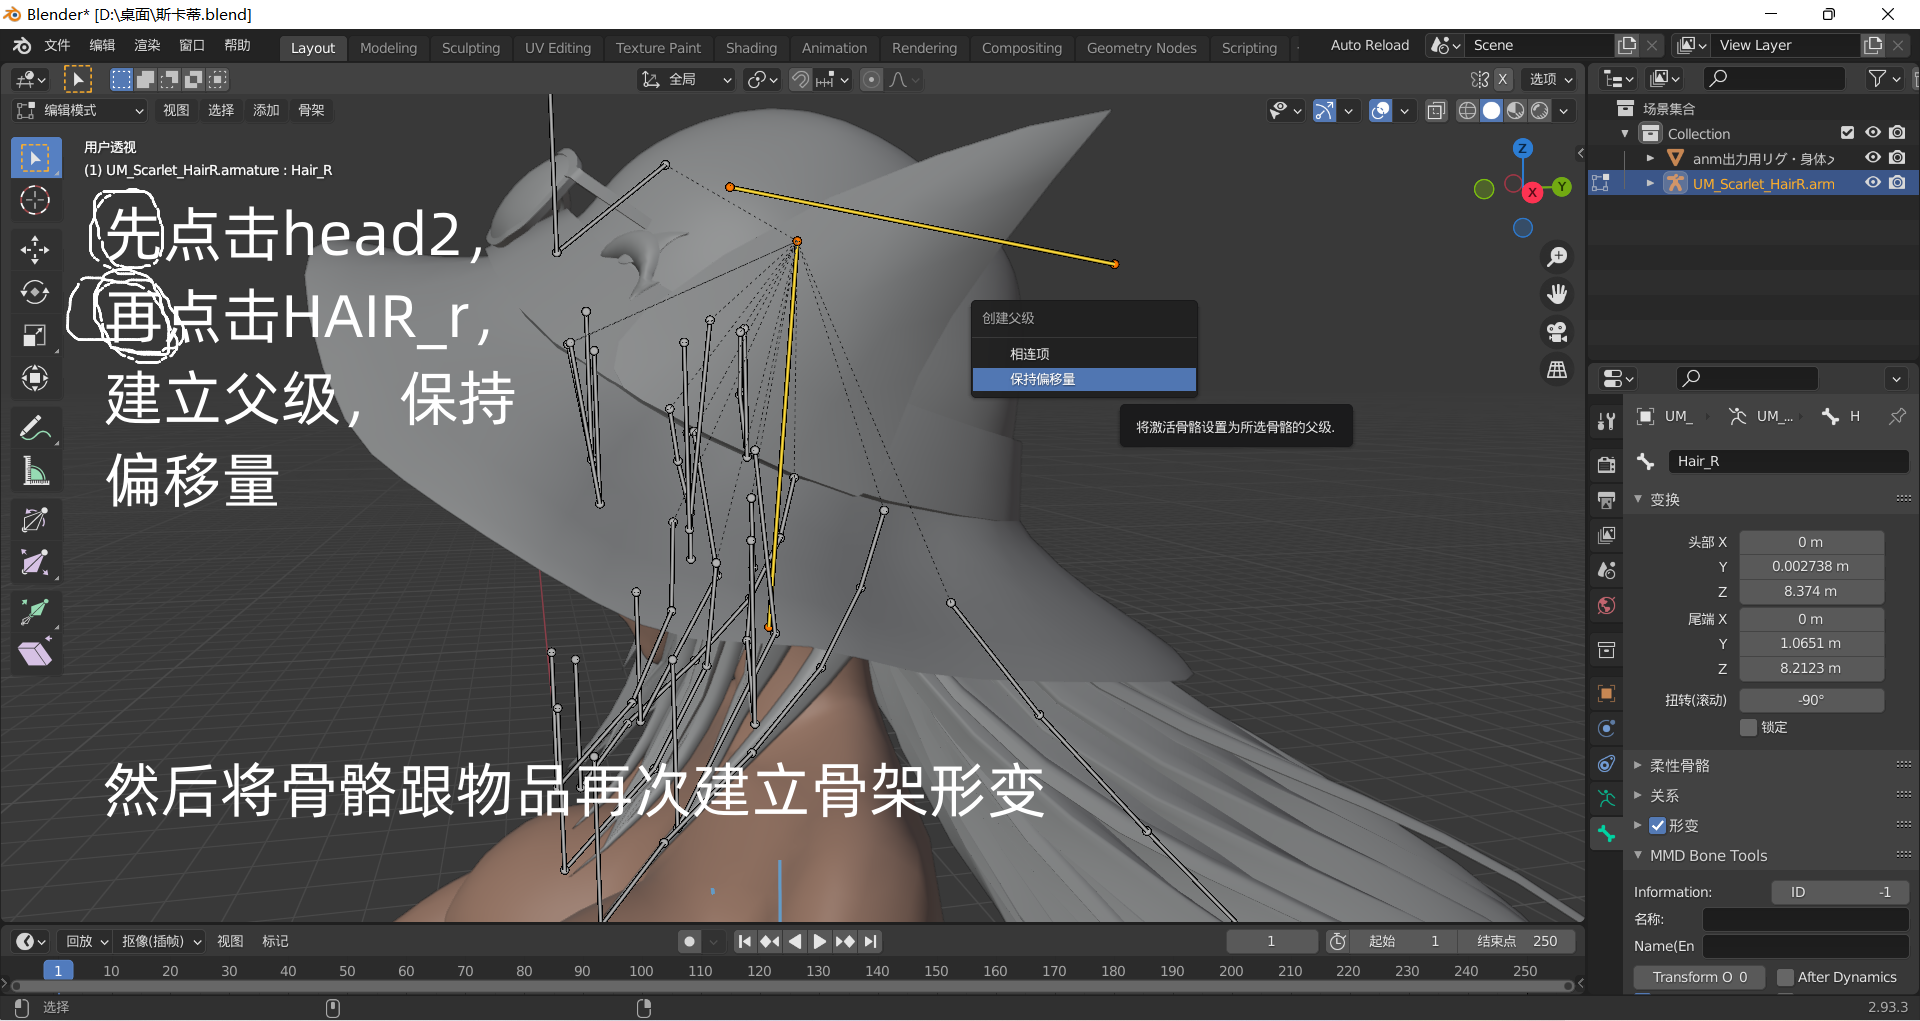 Blender* [D:\桌面\斯卡蒂.blend]
文件 编辑 渲染 窗口 帮助 Layout Modeling Sculpting UV Editing Texture Paint Shading Animation Rendering Compositing Geometry Nodes Scripting Auto Reload Scene View Layer
全局 X 选项
编辑模式 视图 选择 添加 骨架
用户透视
(1) UM_Scarlet_HairR.armature : Hair_R
先点击head2，
再点击HAIR_r，
建立父级，保持
偏移量
然后将骨骼跟物品再次建立骨架形变
创建父级
相连项
保持偏移量
将激活骨骼设置为所选骨骼的父级.
Z
Y
X
场景集合
Collection
anm出力用リグ・身体
UM_Scarlet_HairR.arm
UM_ UM_... H
Hair_R
变换
头部 X 0 m
Y 0.002738 m
Z 8.374 m
尾端 X 0 m
Y 1.0651 m
Z 8.2123 m
扭转(滚动) -90°
锁定
柔性骨骼
关系
形变
MMD Bone Tools
Information: ID -1
名称:
Name(En
Transform O 0 After Dynamics
回放 抠像(插帧) 视图 标记 1 起始 1 结束点 250
1 10 20 30 40 50 60 70 80 90 100 110 120 130 140 150 160 170 180 190 200 210 220 230 240 250
选择 2.93.3